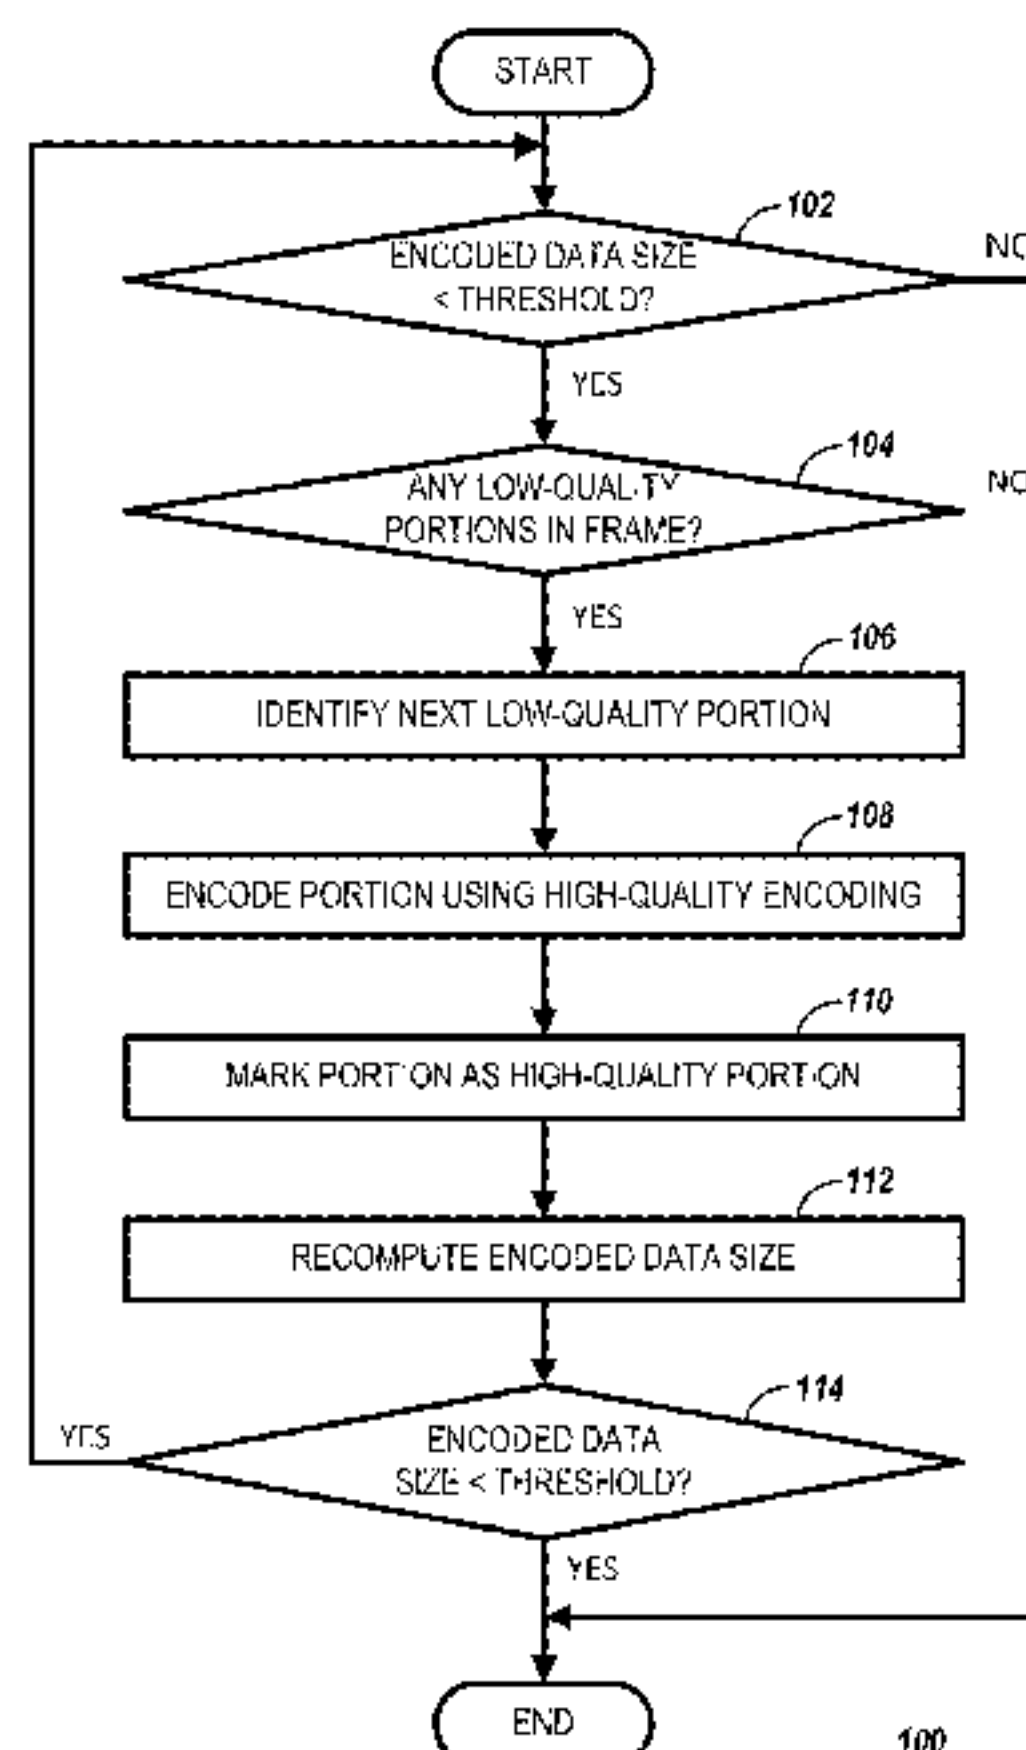 START
102
ENCODED DATA SIZE
< THRESHOLD?
NO
YES
104
ANY LOW-QUALITY
PORTIONS IN FRAME?
NO
YES
106
IDENTIFY NEXT LOW-QUALITY PORTION
108
ENCODE PORTION USING HIGH-QUALITY ENCODING
110
MARK PORTION AS HIGH-QUALITY PORTION
112
RECOMPUTE ENCODED DATA SIZE
114
YES
ENCODED DATA
SIZE < THRESHOLD?
YES
END
100